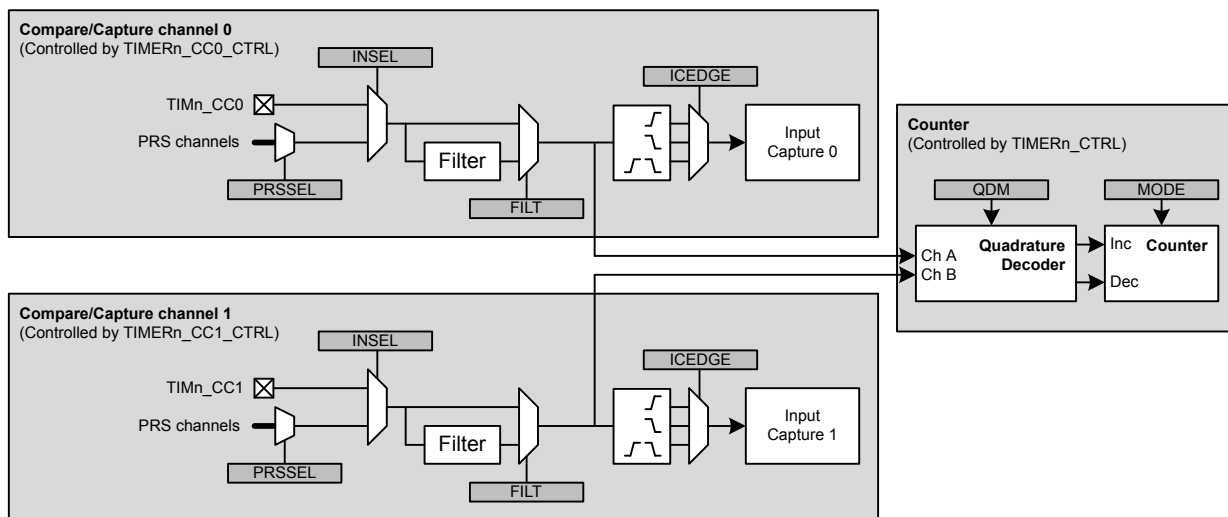 Compare/Capture channel 0
(Controlled by TIMERn_CC0_CTRL)
INSEL
ICEDGE
TIMn_CC0
PRS channels
Filter
Input
Capture 0
PRSSEL
FILT
Counter
(Controlled by TIMERn_CTRL)
QDM
MODE
Ch A
Ch B
Quadrature
Decoder
Inc
Dec
Counter
Compare/Capture channel 1
(Controlled by TIMERn_CC1_CTRL)
INSEL
ICEDGE
TIMn_CC1
PRS channels
Filter
Input
Capture 1
PRSSEL
FILT